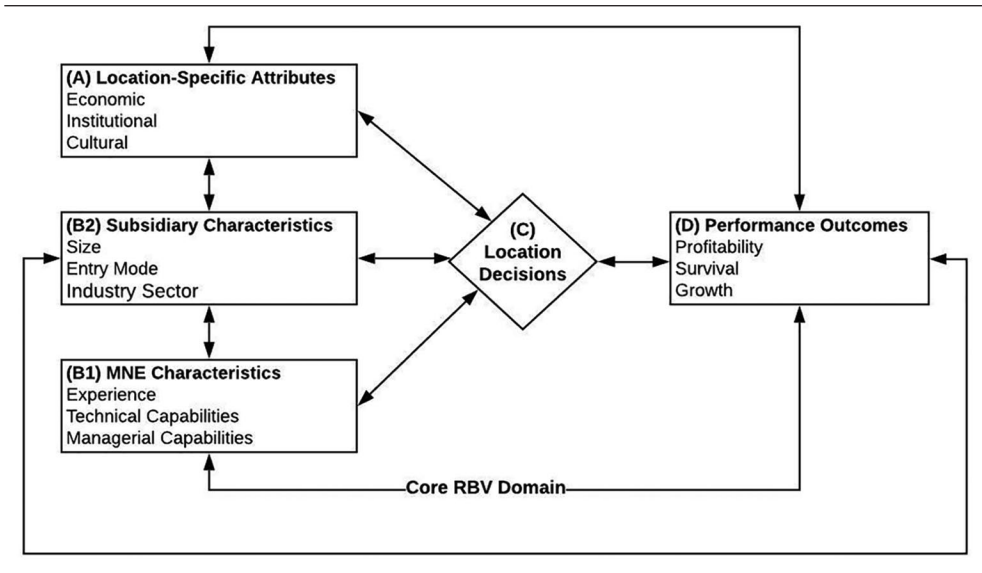 (A) Location-Specific Attributes
Economic
Institutional
Cultural
(B2) Subsidiary Characteristics
Size
Entry Mode
Industry Sector
(B1) MNE Characteristics
Experience
Technical Capabilities
Managerial Capabilities
(C)
Location
Decisions
(D) Performance Outcomes
Profitability
Survival
Growth
Core RBV Domain